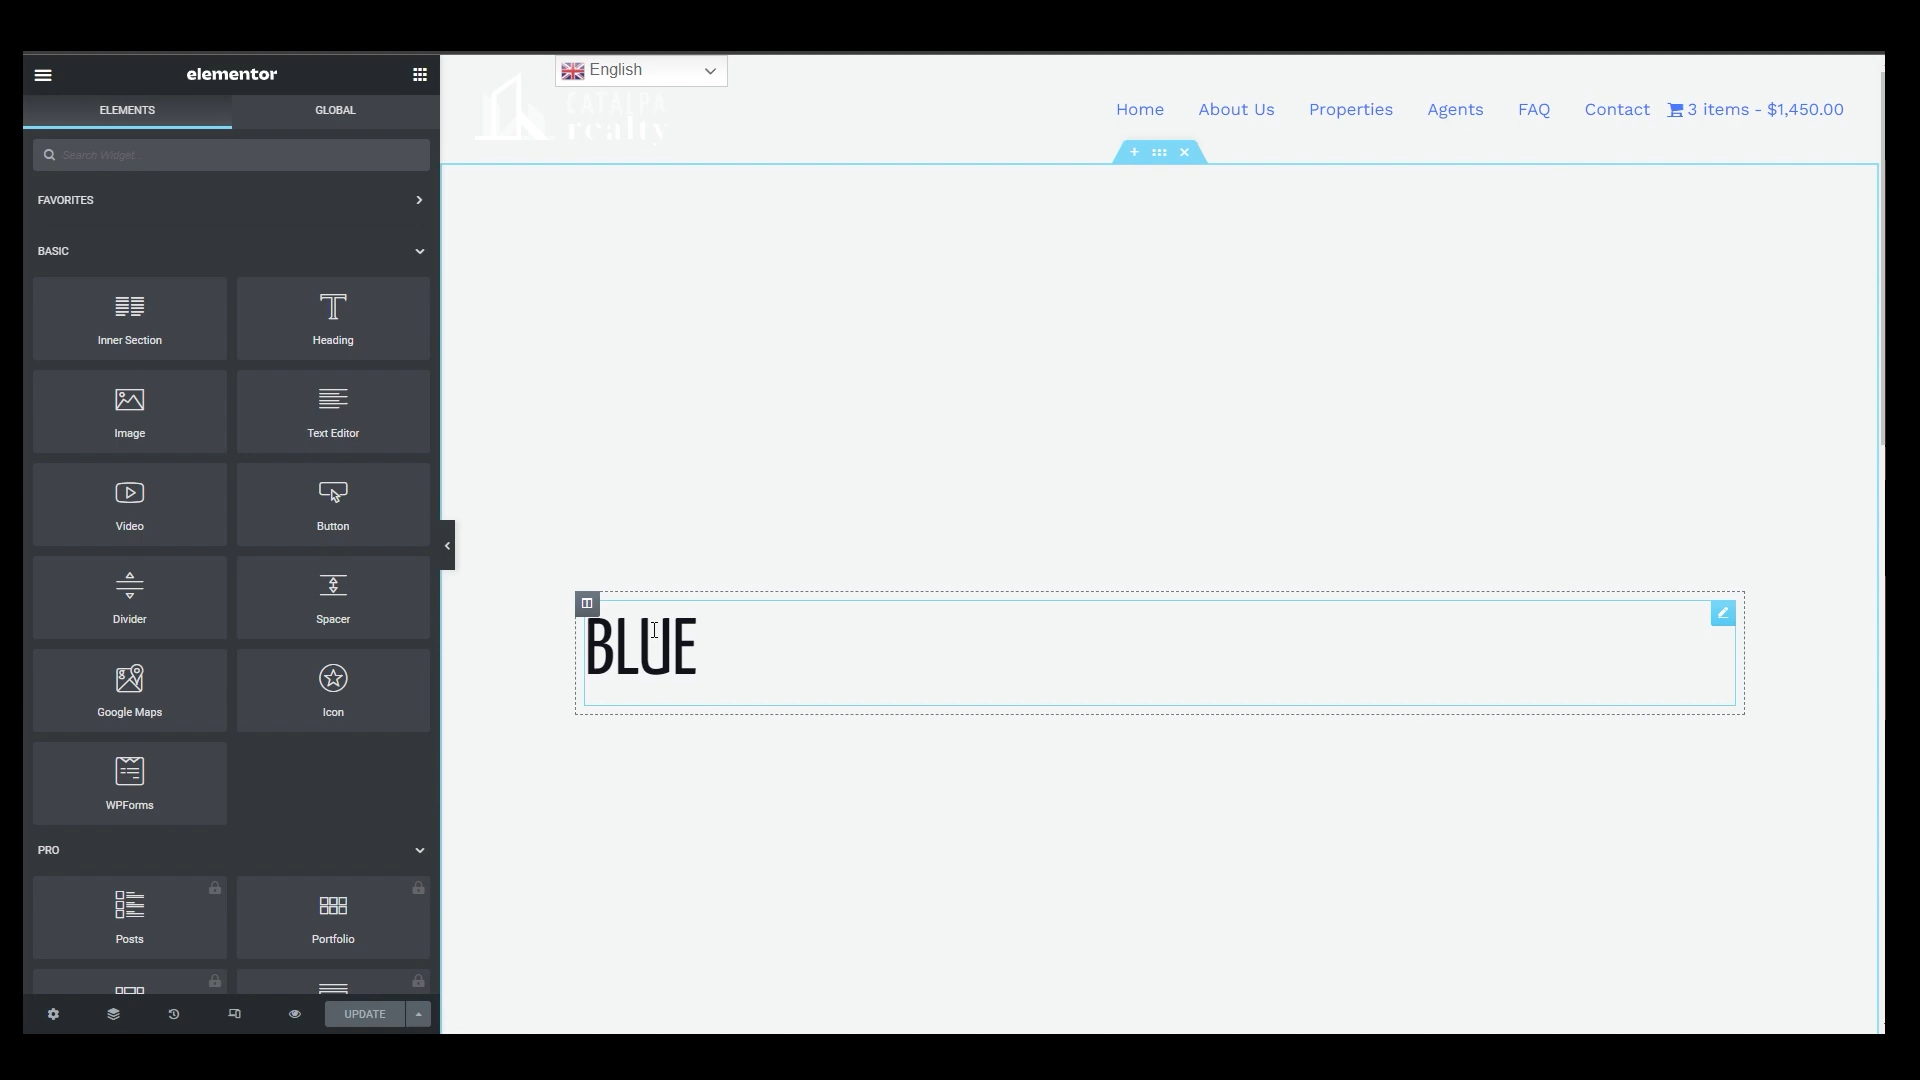 elementor
ELEMENTS
GLOBAL
Search Widget...
FAVORITES
BASIC
Inner Section
Heading
Image
Text Editor
Video
Button
Divider
Spacer
Google Maps
Icon
WPForms
PRO
Posts
Portfolio
UPDATE
English
CATALPA
realty
Home
About Us
Properties
Agents
FAQ
Contact
3 items - $1,450.00
BLUE